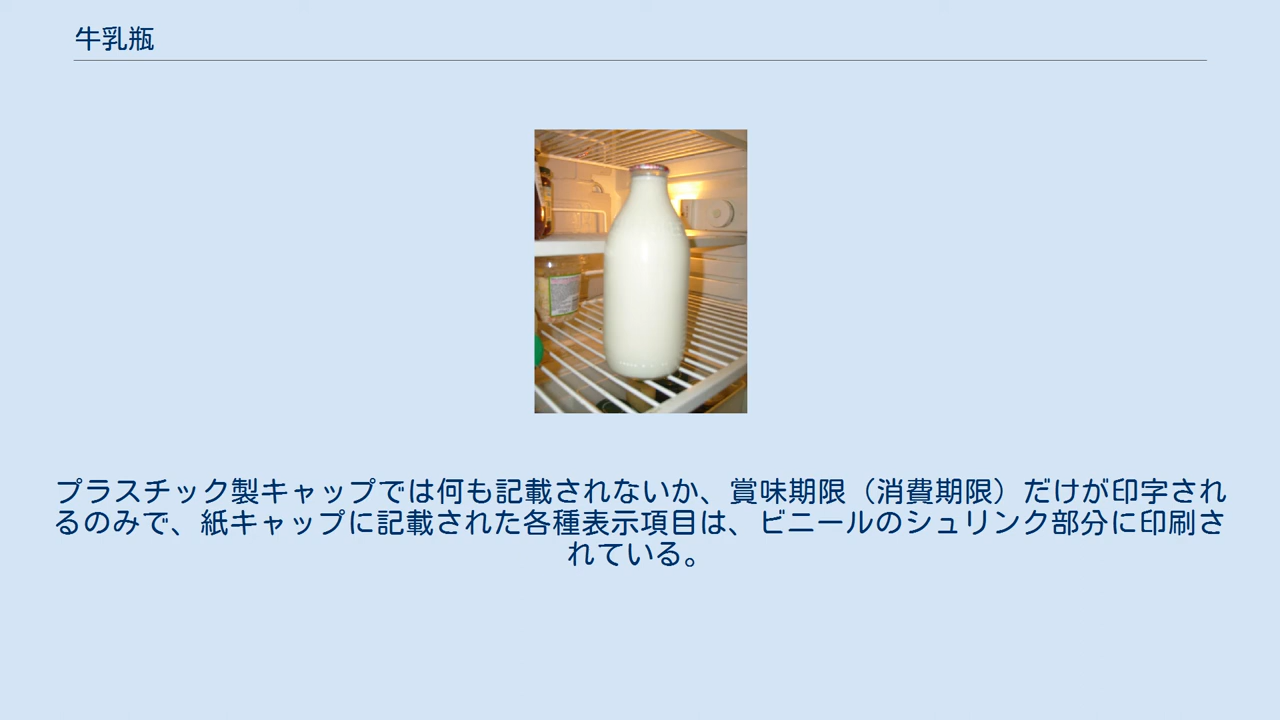 牛乳瓶
プラスチック製キャップでは何も記載されないか、賞味期限（消費期限）だけが印字され
るのみで、紙キャップに記載された各種表示項目は、ビニールのシュリンク部分に印刷さ
れている。